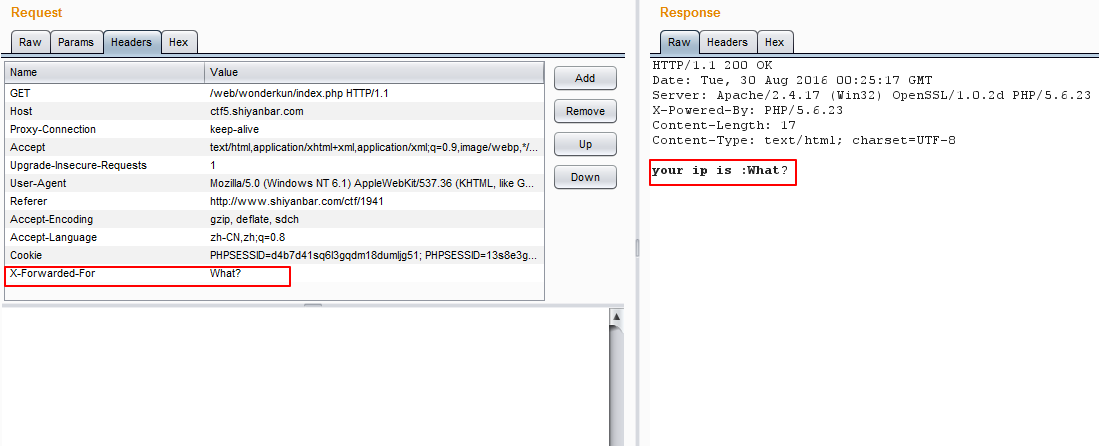 Request
Raw Params Headers Hex
Name Value
GET /web/wonderkun/index.php HTTP/1.1
Host ctf5.shiyanbar.com
Proxy-Connection keep-alive
Accept text/html,application/xhtml+xml,application/xml;q=0.9,image/webp,*/...
Upgrade-Insecure-Requests 1
User-Agent Mozilla/5.0 (Windows NT 6.1) AppleWebKit/537.36 (KHTML, like G...
Referer http://www.shiyanbar.com/ctf/1941
Accept-Encoding gzip, deflate, sdch
Accept-Language zh-CN,zh;q=0.8
Cookie PHPSESSID=d4b7d41sq6l3gqdm18dumljg51; PHPSESSID=13s8e3g...
X-Forwarded-For What?
Add
Remove
Up
Down
Response
Raw Headers Hex
HTTP/1.1 200 OK
Date: Tue, 30 Aug 2016 00:25:17 GMT
Server: Apache/2.4.17 (Win32) OpenSSL/1.0.2d PHP/5.6.23
X-Powered-By: PHP/5.6.23
Content-Length: 17
Content-Type: text/html; charset=UTF-8
your ip is :What?